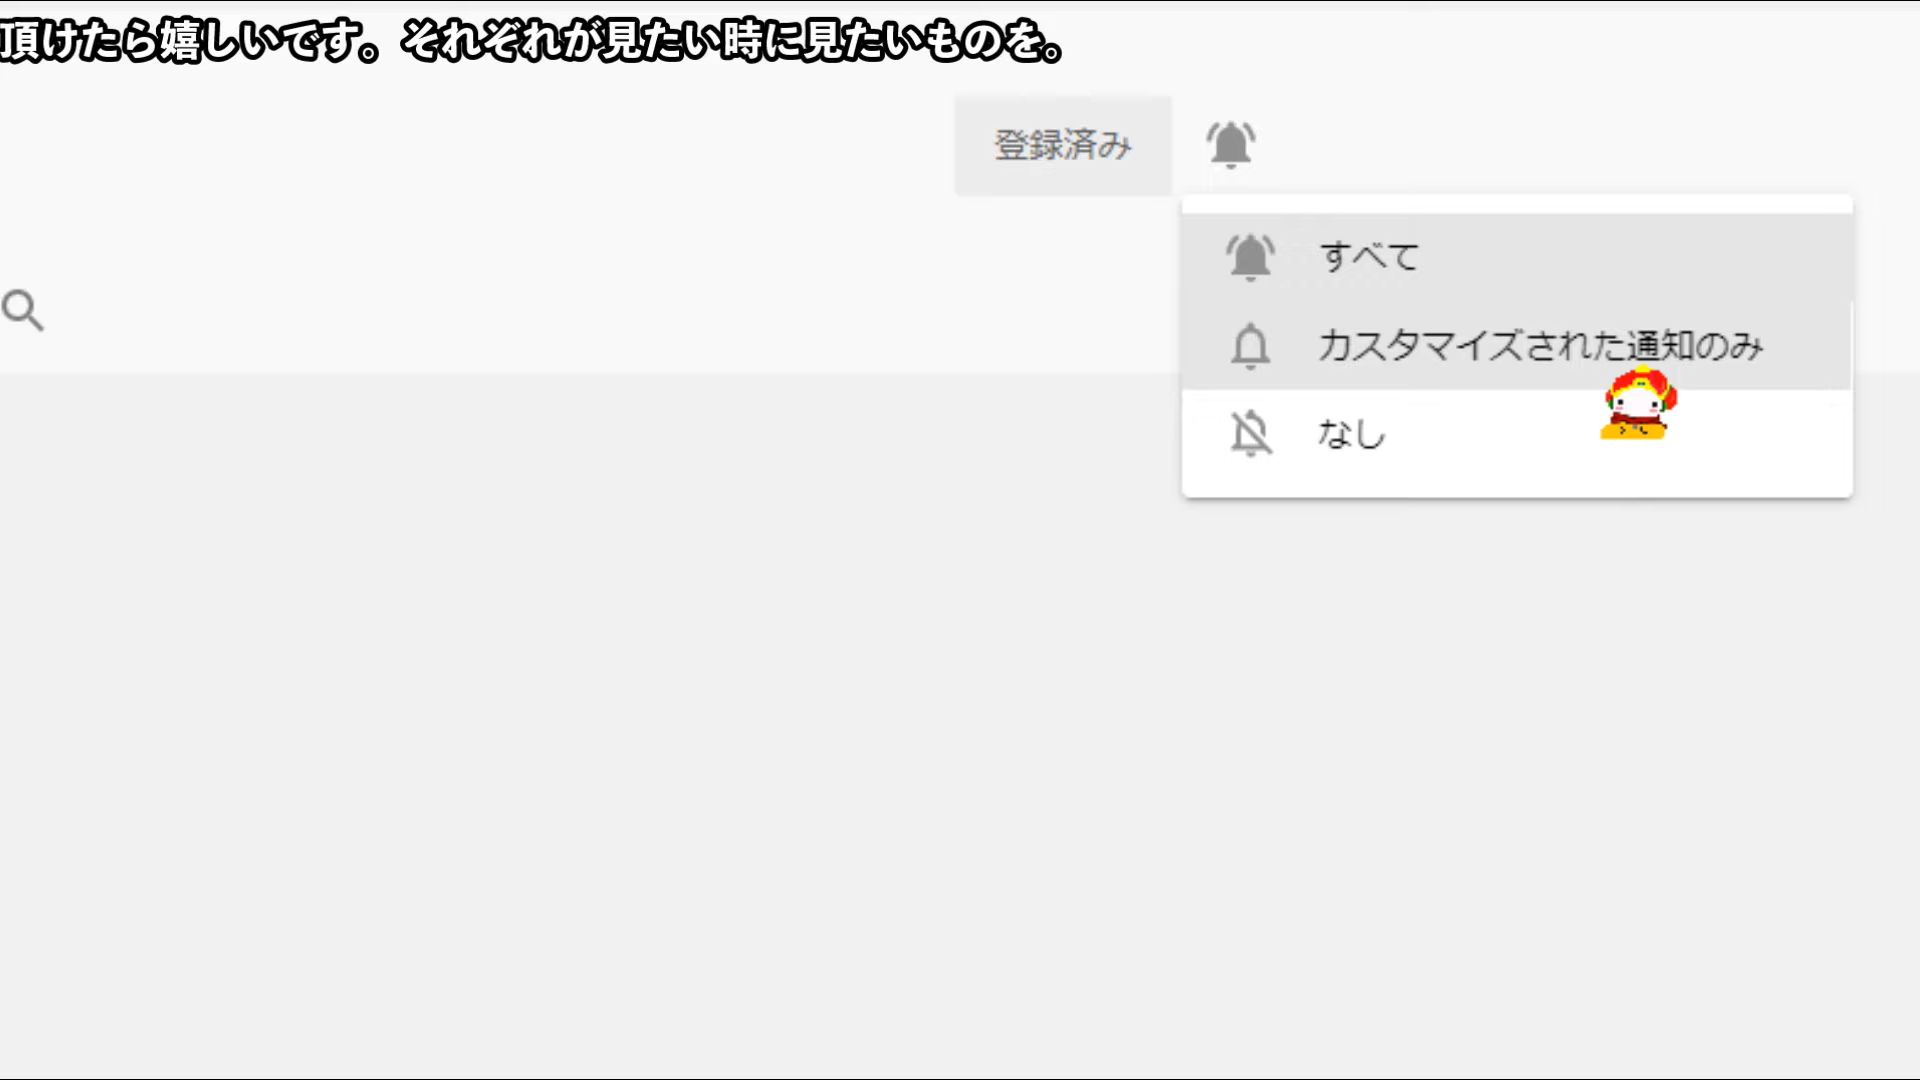 頂けたら嬉しいです。それぞれが見たい時に見たいものを。
登録済み
すべて
カスタマイズされた通知のみ
なし